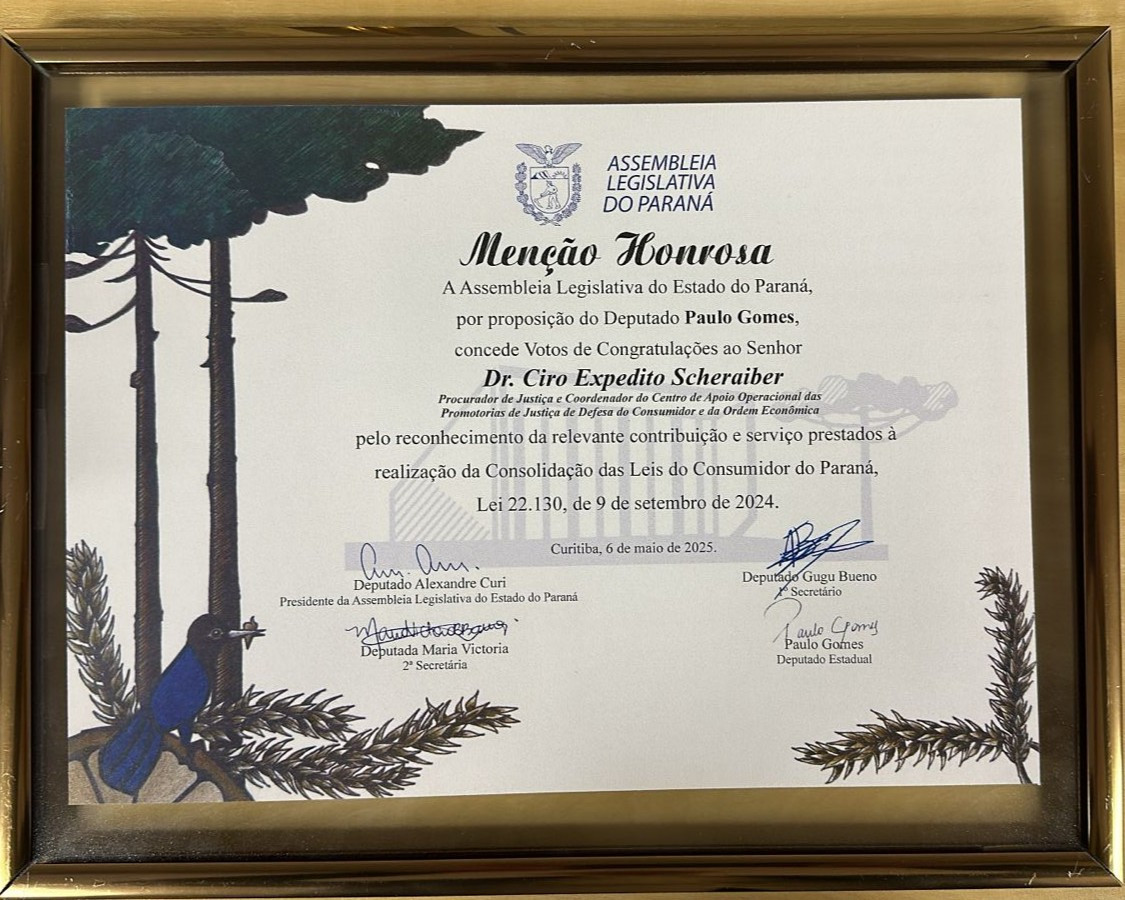 ASSEMBLEIA
LEGISLATIVA
DO PARANÁ
Menção Honrosa
A Assembleia Legislativa do Estado do Paraná,
por proposição do Deputado Paulo Gomes,
concede Votos de Congratulações ao Senhor
Dr. Ciro Expedito Scheraiber
Procurador de Justiça e Coordenador do Centro de Apoio Operacional das
Promotorias de Justiça de Defesa do Consumidor e da Ordem Econômica
pelo reconhecimento da relevante contribuição e serviço prestados à
realização da Consolidação das Leis do Consumidor do Paraná,
Lei 22.130, de 9 de setembro de 2024.
Curitiba, 6 de maio de 2025.
Deputado Alexandre Curi
Presidente da Assembleia Legislativa do Estado do Paraná
Deputado Gugu Bueno
1º Secretário
Deputada Maria Victoria
2ª Secretária
Paulo Gomes
Paulo Gomes
Deputado Estadual